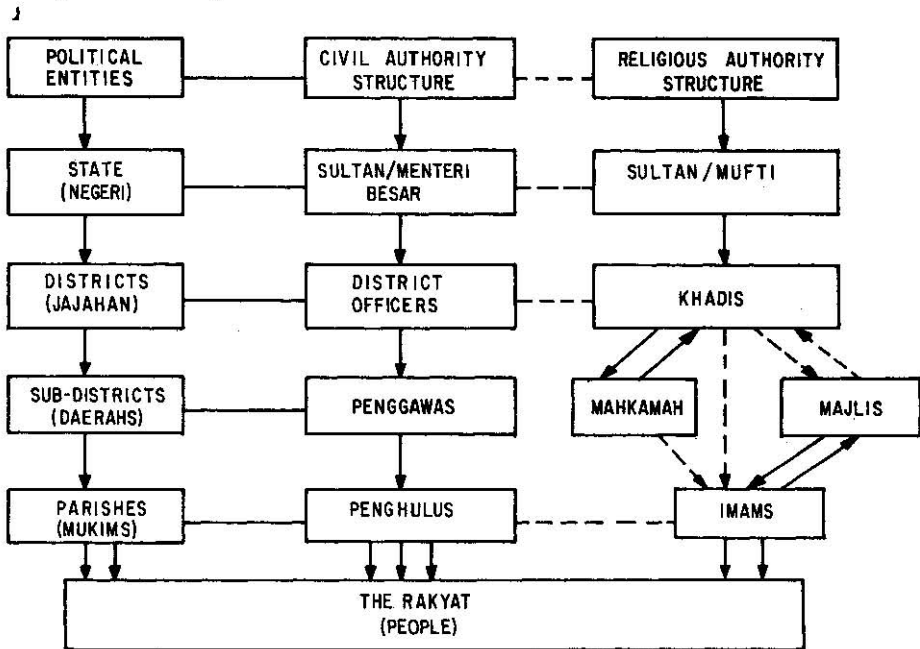 POLITICAL
ENTITIES
CIVIL AUTHORITY
STRUCTURE
RELIGIOUS AUTHORITY
STRUCTURE
STATE
(NEGERI)
SULTAN/MENTERI
BESAR
SULTAN/MUFTI
DISTRICTS
(JAJAHAN)
DISTRICT
OFFICERS
KHADIS
SUB-DISTRICTS
(DAERAHS)
PENGGAWAS
MAHKAMAH
MAJLIS
PARISHES
(MUKIMS)
PENGHULUS
IMAMS
THE RAKYAT
(PEOPLE)